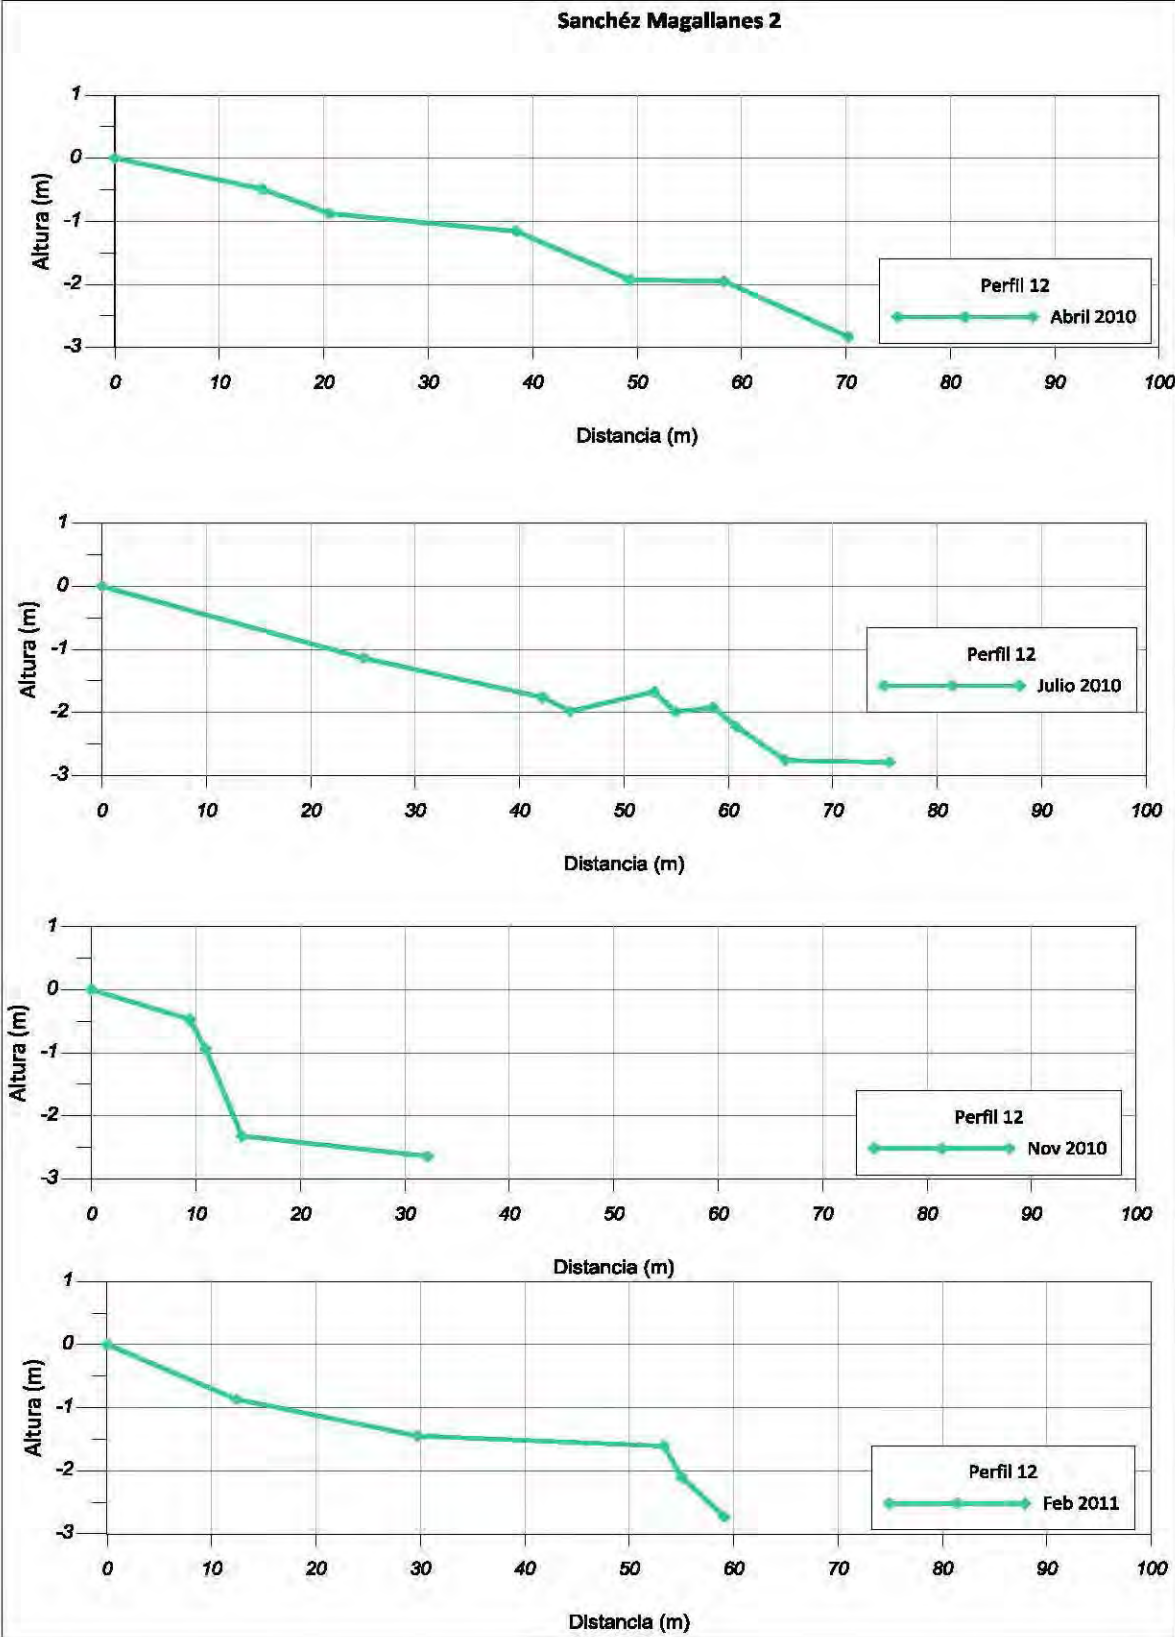 Sanchéz Magallanes 2
1
0
-1
-2
-3
Altura (m)
0 10 20 30 40 50 60 70 80 90 100
Distancia (m)
Perfil 12
Abril 2010
1
0
-1
-2
-3
Altura (m)
0 10 20 30 40 50 60 70 80 90 100
Distancia (m)
Perfil 12
Julio 2010
1
0
-1
-2
-3
Altura (m)
0 10 20 30 40 50 60 70 80 90 100
Distancia (m)
Perfil 12
Nov 2010
1
0
-1
-2
-3
Altura (m)
0 10 20 30 40 50 60 70 80 90 100
Distancia (m)
Perfil 12
Feb 2011